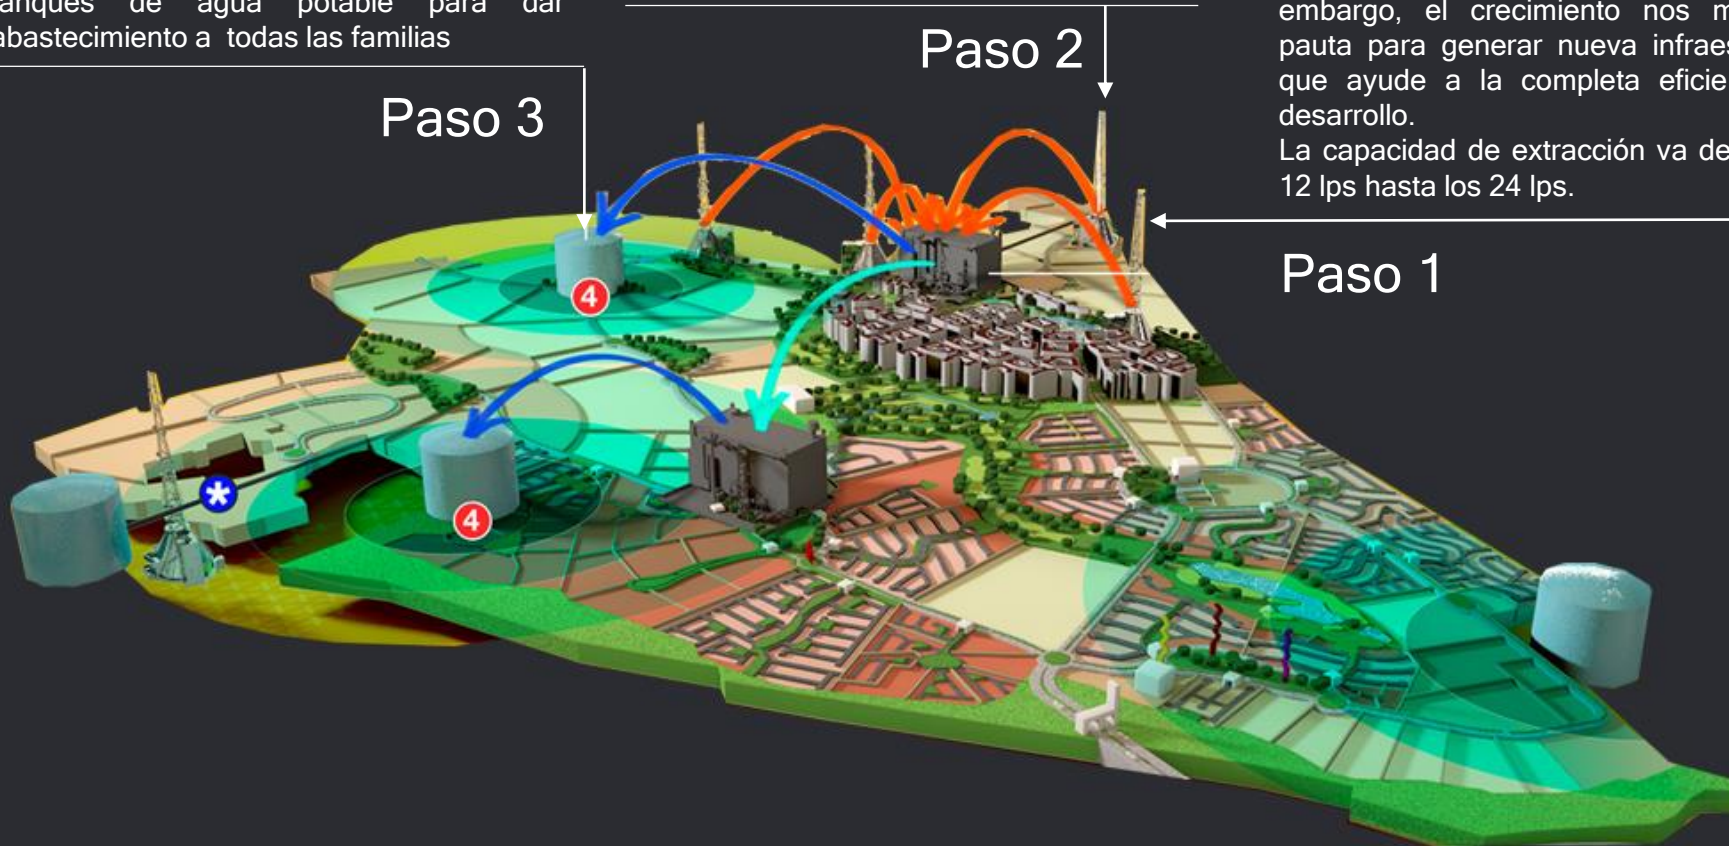 abastecimiento a todas las familias
Paso 3
Paso 2
embargo, el crecimiento nos
pauta para generar nueva
que ayude a la completa
desarrollo.
La capacidad de extracción va de
12 lps hasta los 24 lps.
Paso 1
4
4
*